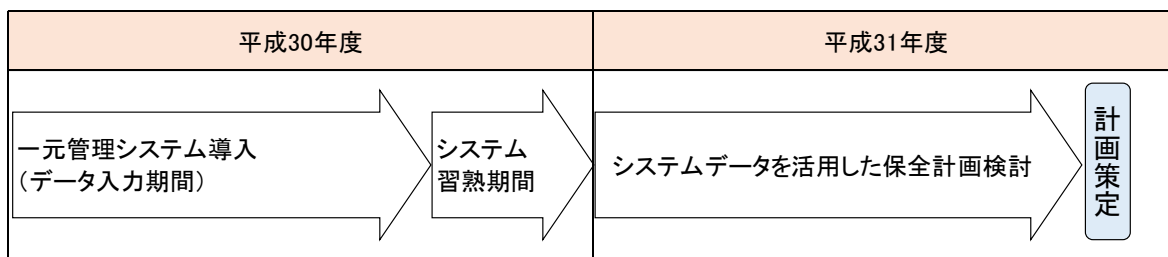 平成30年度
平成31年度
一元管理システム導入
（データ入力期間）
システム
習熟期間
システムデータを活用した保全計画検討
計画策定